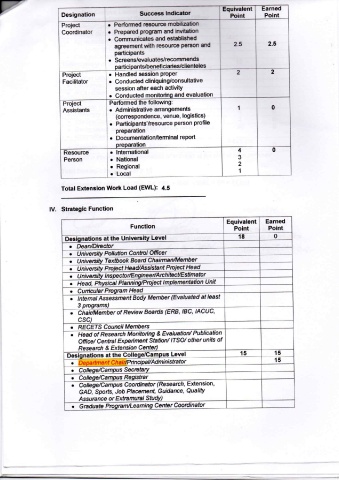 Designation Success Indicator Equivalent Point Earned Point
Project Coordinator
• Performed resource mobilization
• Prepared program and invitation
• Communicates and established
agreement with resource person and
participants
• Screens/evaluates/recommends
participants/beneficiaries/clienteles
2.5 2.5
Project Facilitator
• Handled session proper
• Conducted clinicquing/consultative
session after each activity
• Conducted monitoring and evaluation
2 2
Project Assistants
Performed the following:
• Administrative arrangements
(correspondence, venue, logistics)
• Participants'/resource person profile
preparation
• Documentation/terminal report
preparation
1 0
Resource Person
• International 4 0
• National 3
• Regional 2
• Local 1
Total Extension Work Load (EWL): 4.5
IV. Strategic Function
Function Equivalent Point Earned Point
Designations at the University Level 18 0
• Dean/Director
• University Pollution Control Officer
• University Textbook Board Chairman/Member
• University Project Head/Assistant Project Head
• University Inspector/Engineer/Architect/Estimator
• Head, Physical Planning/Project Implementation Unit
• Curricular Program Head
• Internal Assessment Body Member (Evaluated at least
3 programs)
• Chair/Member of Review Boards (ERB, IBC, IACUC,
CSC)
• RECETS Council Members
• Head of Research Monitoring & Evaluation/ Publication
Office/ Central Experiment Station/ ITSO/ other units of
Research & Extension Center)
Designations at the College/Campus Level 15 15
• Department Chair/Principal/Administrator 15
• College/Campus Secretary
• College/Campus Registrar
• College/Campus Coordinator (Research, Extension,
GAD, Sports, Job Placement, Guidance, Quality
Assurance or Extramural Study)
• Graduate Program/Learning Center Coordinator